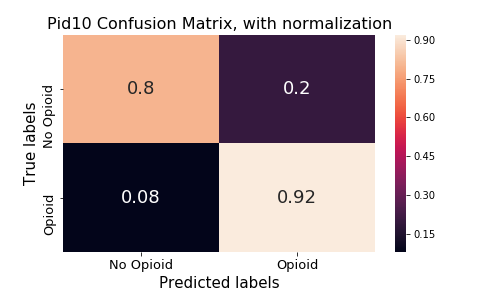 Pid10 Confusion Matrix, with normalization
True labels
No Opioid
Opioid
0.8
0.2
0.08
0.92
No Opioid
Opioid
Predicted labels
0.90
0.75
0.60
0.45
0.30
0.15